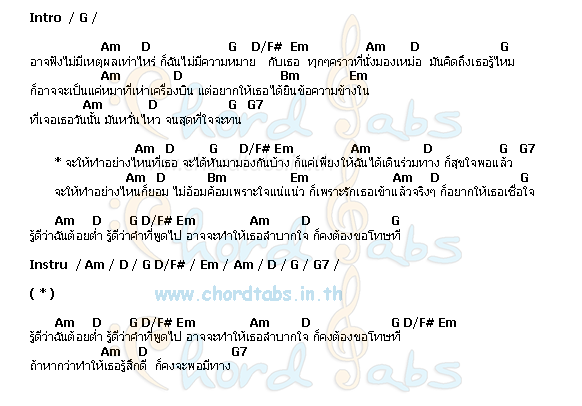 Intro / G /
Am D G D/F# Em Am D G
อาจฟังไม่มีเหตุผลเท่าไหร่ ก็ฉันไม่มีความหมาย กับเธอ ทุกๆคราวที่นั่งมองเหม่อ มันคิดถึงเธอรู้ไหม
Am D Bm Em
ก็อาจจะเป็นแค่หมาที่เห่าเครื่องบิน แต่อยากให้เธอได้ยินข้อความข้างใน
Am D G G7
ที่เจอเธอวันนั้น มันหวั่นไหว จนสุดที่ใจจะทน
Am D G D/F# Em Am D G G7
* จะให้ทำอย่างไหนที่เธอ จะได้หันมามองกันบ้าง ก็แค่เพียงให้ฉันได้เดินร่วมทาง ก็สุขใจพอแล้ว
Am D Bm Em Am D G
จะให้ทำอย่างไหนก็ยอม ไม่อ้อมค้อมเพราะใจแน่แน่ว ก็เพราะรักเธอเข้าแล้วจริงๆ ก็อยากให้เธอเชื่อใจ
Am D G D/F# Em Am D G
รู้ดีว่าฉันต้อยต่ำ รู้ดีว่าคำที่พูดไป อาจจะทำให้เธอลำบากใจ ก็คงต้องขอโทษที
Instru / Am / D / G D/F# / Em / Am / D / G / G7 /
( * )
www.chordtabs.in.th
Am D G D/F# Em Am D G D/F# Em
รู้ดีว่าฉันต้อยต่ำ รู้ดีว่าคำที่พูดไป อาจจะทำให้เธอลำบากใจ ก็คงต้องขอโทษที
Am D G7
ถ้าหากว่าทำให้เธอรู้สึกดี ก็คงจะพอมีทาง
Chord Tabs